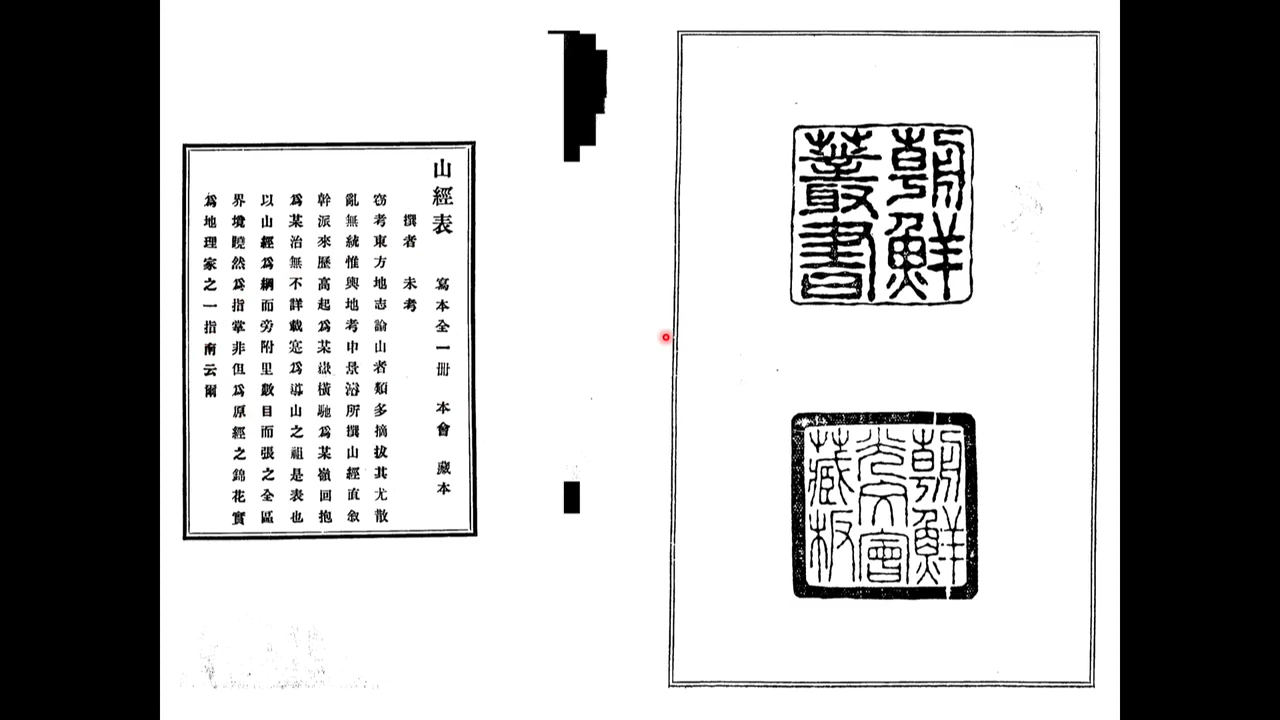 朝鮮
叢書
朝鮮
光文會
藏板
山經表 寫本全一冊 本會 藏本
撰者 未考
窃考東方地志論山者類多摘拔其尤散
亂無統惟輿地考申景濬所撰山經直敘
幹派來歷高起爲某嶽橫馳爲某嶺回抱
爲某治無不詳載寔爲導山之祖是表也
以山經爲綱而旁附里數目而張之全區
界境曉然爲指掌非但爲原經之錦花實
爲地理家之一指南云爾